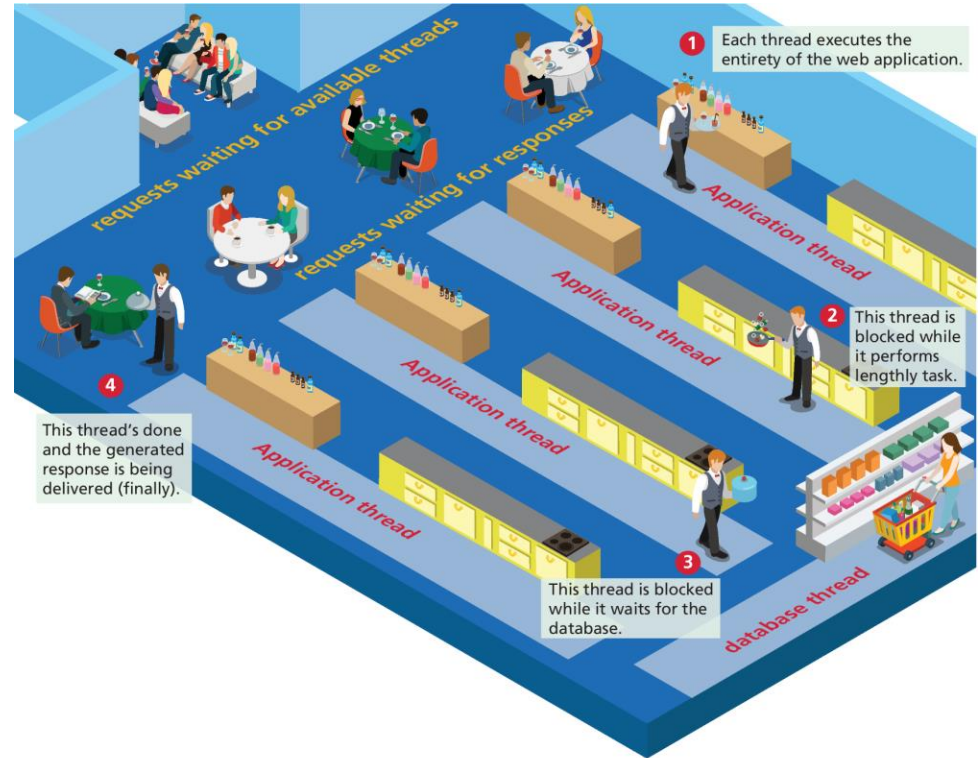 requests waiting for available threads
requests waiting for responses
1
Each thread executes the
entirety of the web application.
Application thread
Application thread
2
This thread is
blocked while
it performs
lengthly task.
Application thread
4
This thread's done
and the generated
response is being
delivered (finally).
Application thread
3
This thread is blocked
while it waits for the
database.
database thread